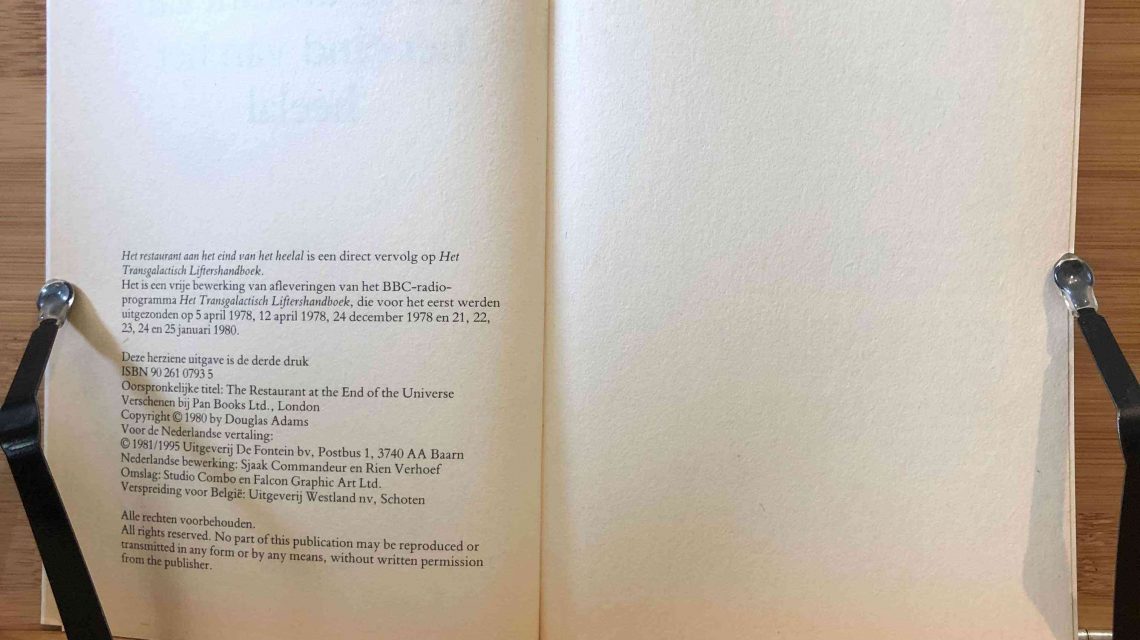 Het restaurant aan het eind van het heelal is een direct vervolg op Het
Transgalactisch Liftershandboek.
Het is een vrije bewerking van afleveringen van het BBC-radio-
programma Het Transgalactisch Liftershandboek, die voor het eerst werden
uitgezonden op 5 april 1978, 12 april 1978, 24 december 1978 en 21, 22,
23, 24 en 25 januari 1980.
Deze herziene uitgave is de derde druk
ISBN 90 261 0793 5
Oorspronkelijke titel: The Restaurant at the End of the Universe
Verschenen bij Pan Books Ltd., London
Copyright © 1980 by Douglas Adams
Voor de Nederlandse vertaling:
© 1981/1995 Uitgeverij De Fontein bv, Postbus 1, 3740 AA Baarn
Nederlandse bewerking: Sjaak Commandeur en Rien Verhoef
Omslag: Studio Combo en Falcon Graphic Art Ltd.
Verspreiding voor België: Uitgeverij Westland nv, Schoten
Alle rechten voorbehouden.
All rights reserved. No part of this publication may be reproduced or
transmitted in any form or by any means, without written permission
from the publisher.